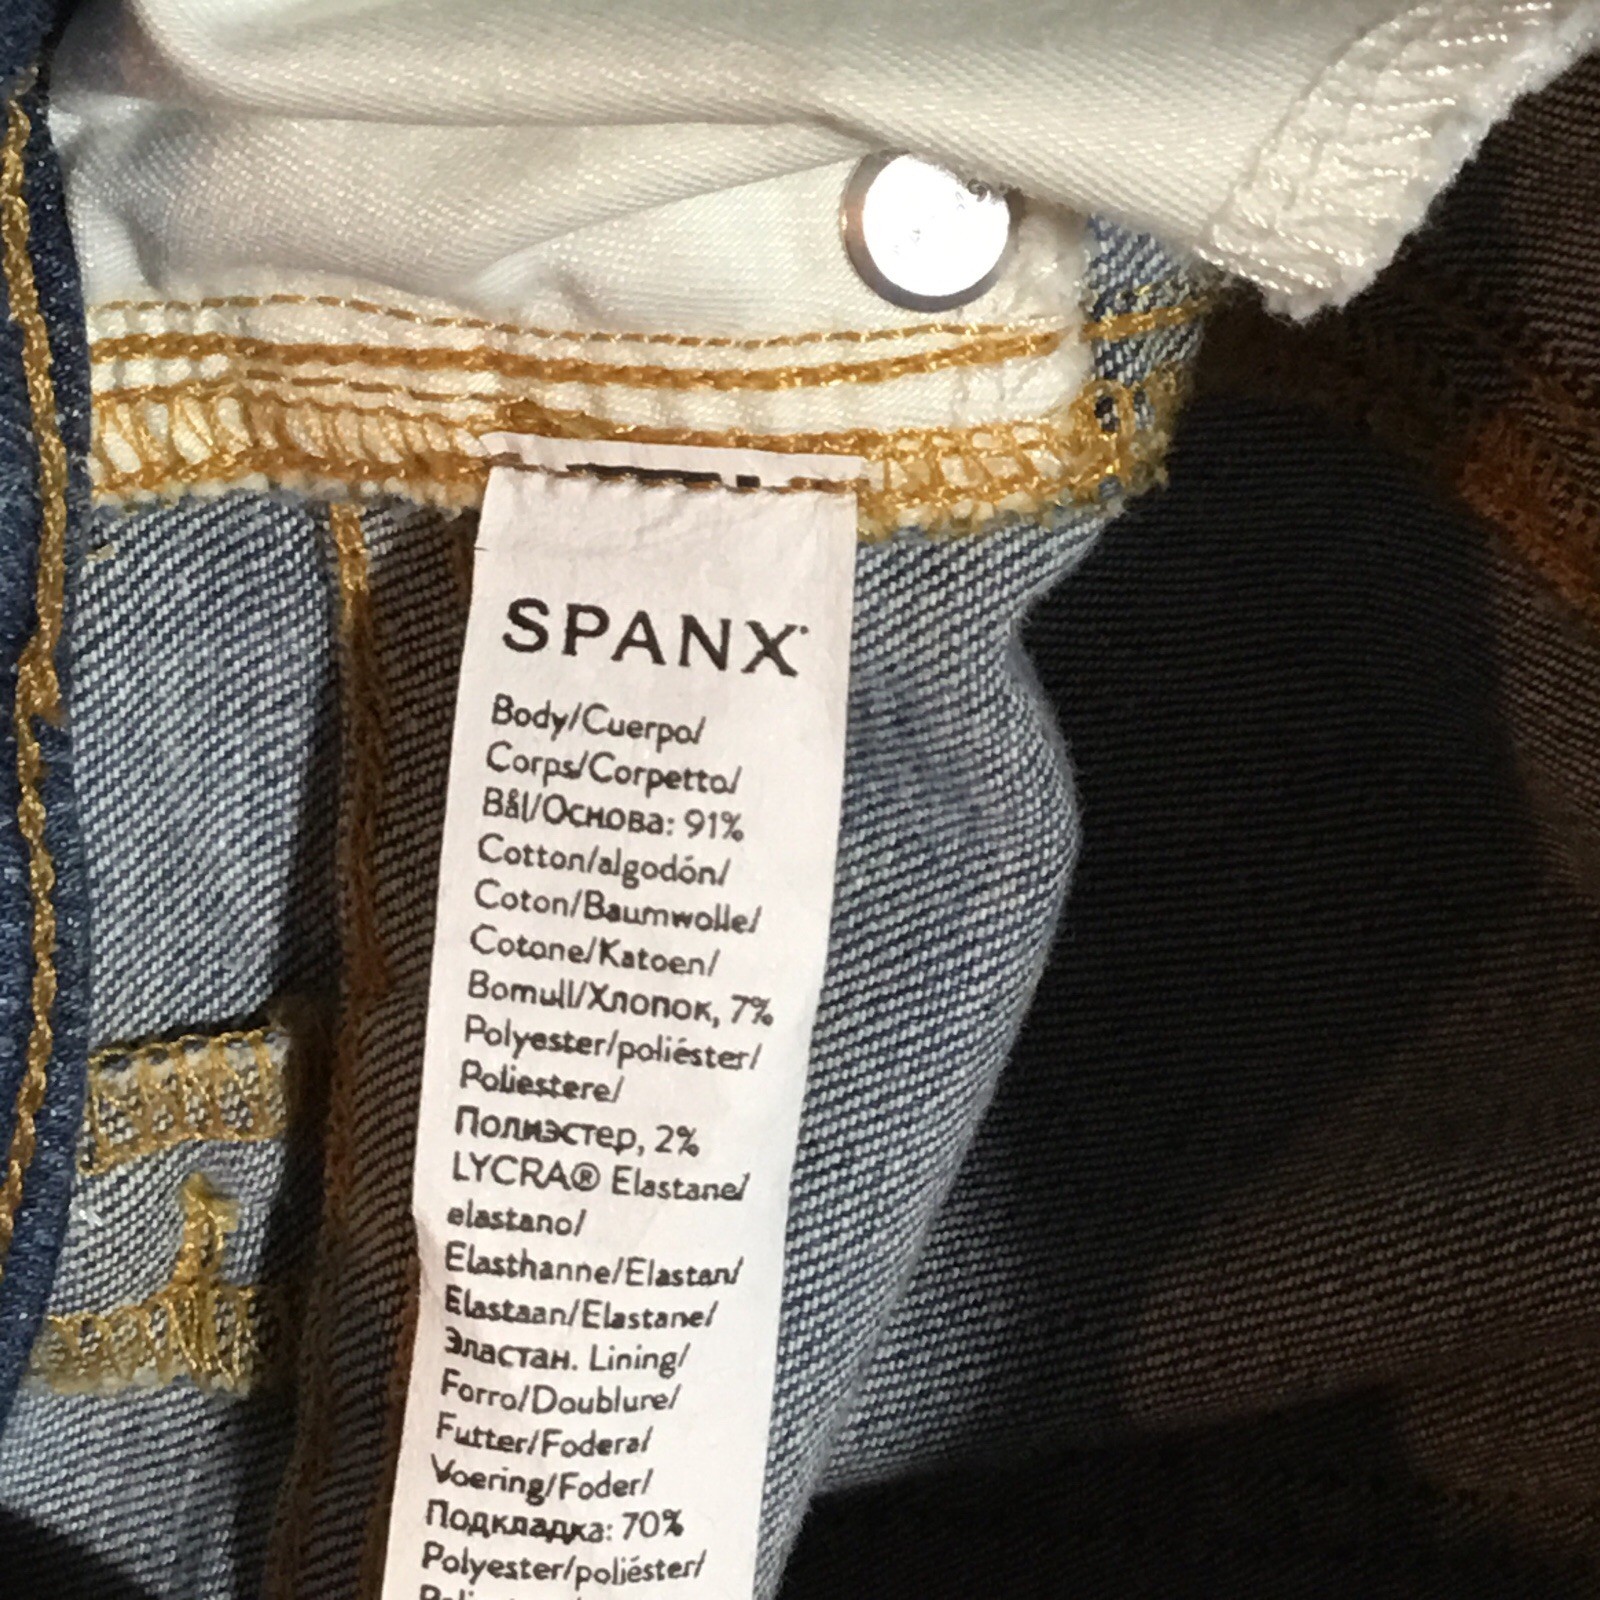 SPANX
Body/Cuerpo/
Corps/Corpetto/
Bål/Основа: 91%
Cotton/algodón/
Coton/Baumwolle/
Cotone/Katoen/
Bomull/Хлопок, 7%
Polyester/poliéster/
Poliestere/
Полиэстер, 2%
LYCRA® Elastane/
elastano/
Elasthanne/Elastan/
Elastaan/Elastane/
Эластан. Lining/
Forro/Doublure/
Futter/Fodera/
Voering/Foder/
Подкладка: 70%
Polyester/poliéster/